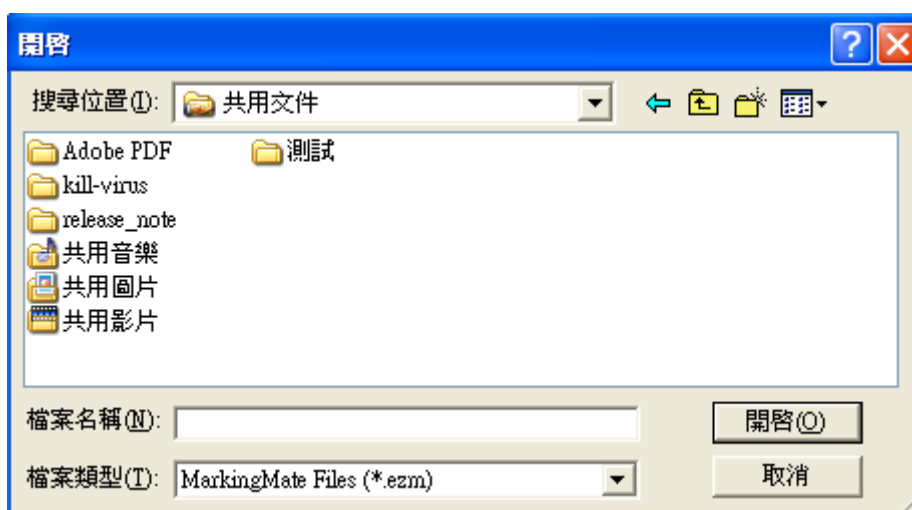 開啓
搜尋位置(I): 共用文件
Adobe PDF
kill-virus
release_note
共用音樂
共用圖片
共用影片
測試
檔案名稱(N):
開啓(O)
檔案類型(T): MarkingMate Files (*.ezm)
取消